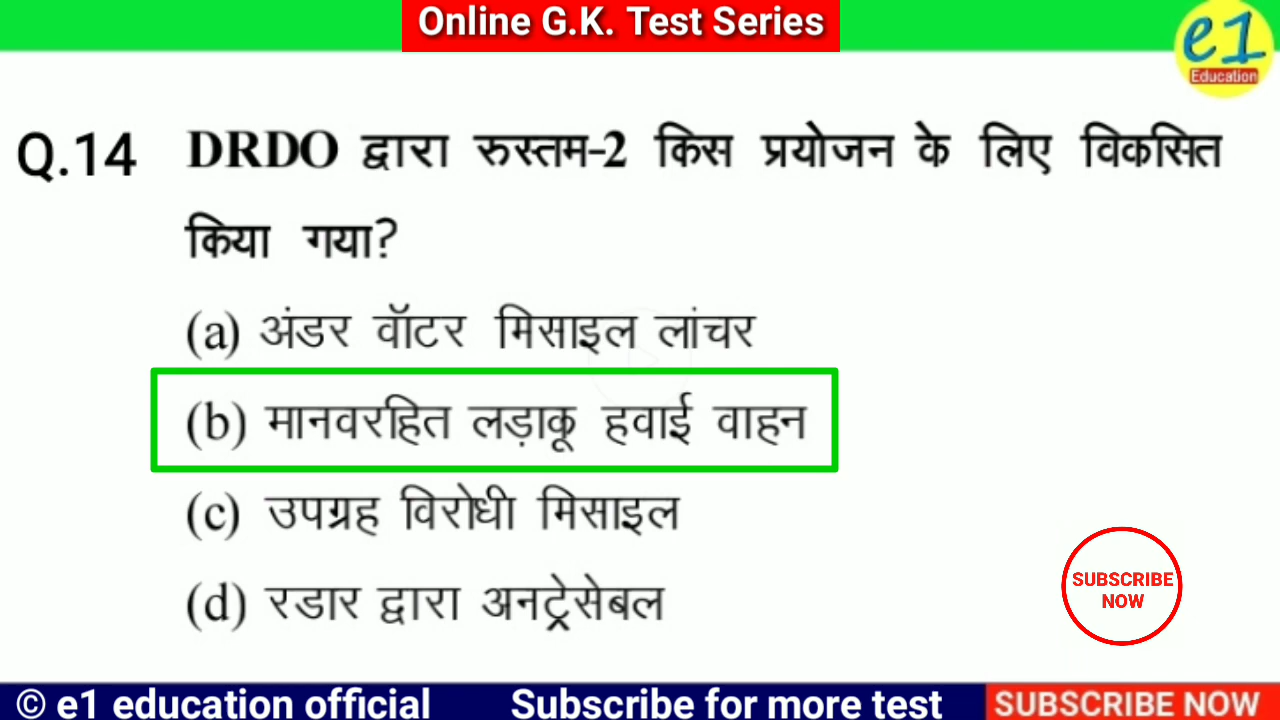 Online G.K. Test Series
e1
Education
Q.14 DRDO द्वारा रुस्तम-2 किस प्रयोजन के लिए विकसित
किया गया?
(a) अंडर वॉटर मिसाइल लांचर
(b) मानवरहित लड़ाकू हवाई वाहन
(c) उपग्रह विरोधी मिसाइल
(d) रडार द्वारा अनट्रेसेबल
SUBSCRIBE
NOW
© e1 education official Subscribe for more test SUBSCRIBE NOW